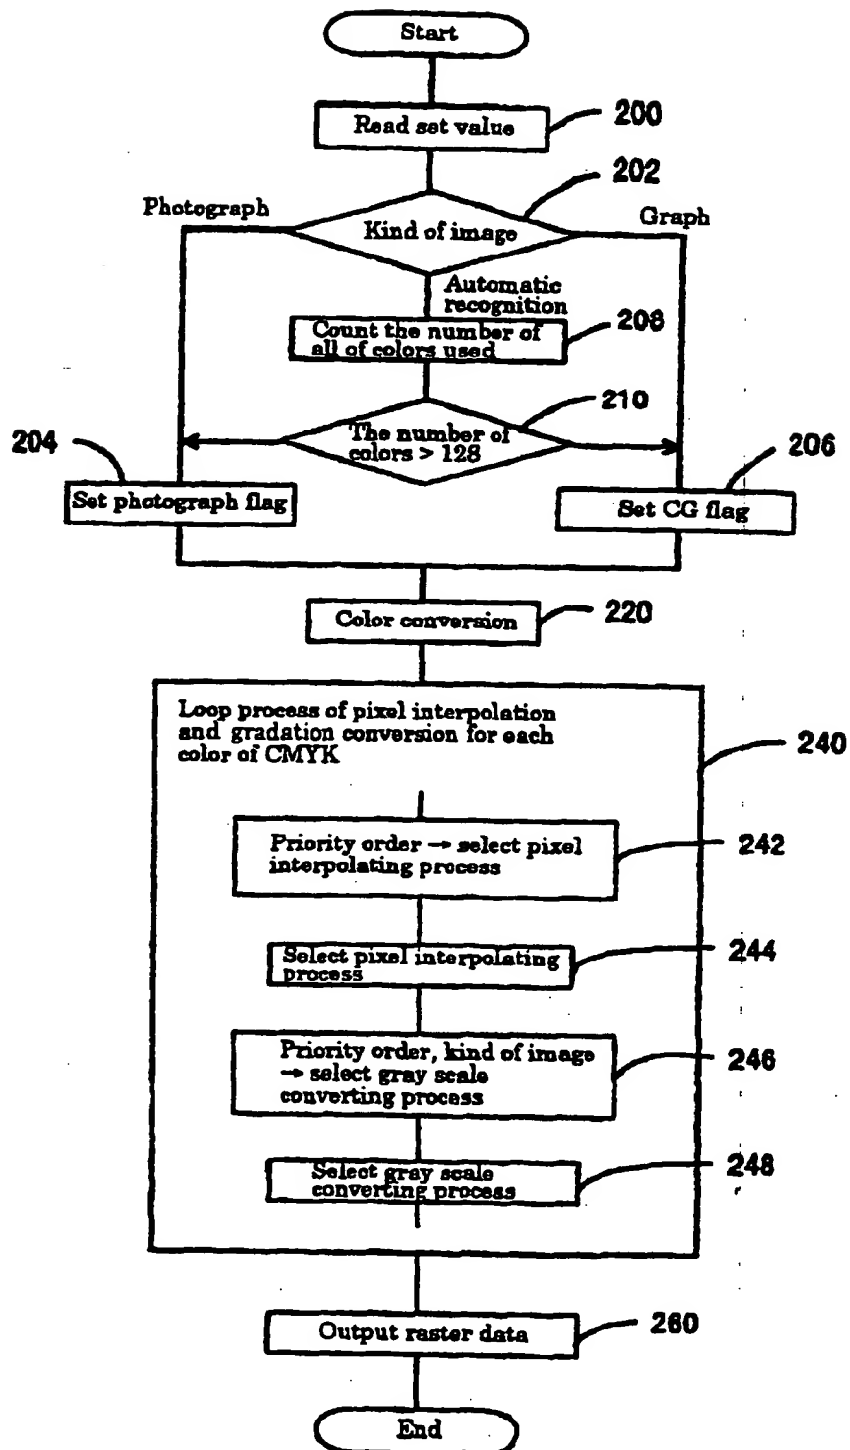 Start
Read set value
200
202
Photograph
Kind of image
Graph
Automatic
recognition
Count the number of
all of colors used
208
210
204
The number of
colors > 128
206
Set photograph flag
Set CG flag
Color conversion
220
Loop process of pixel interpolation
and gradation conversion for each
color of CMYK
240
Priority order → select pixel
interpolating process
242
Select pixel interpolating
process
244
Priority order, kind of image
→ select gray scale
converting process
246
Select gray scale
converting process
248
Output raster data
260
End